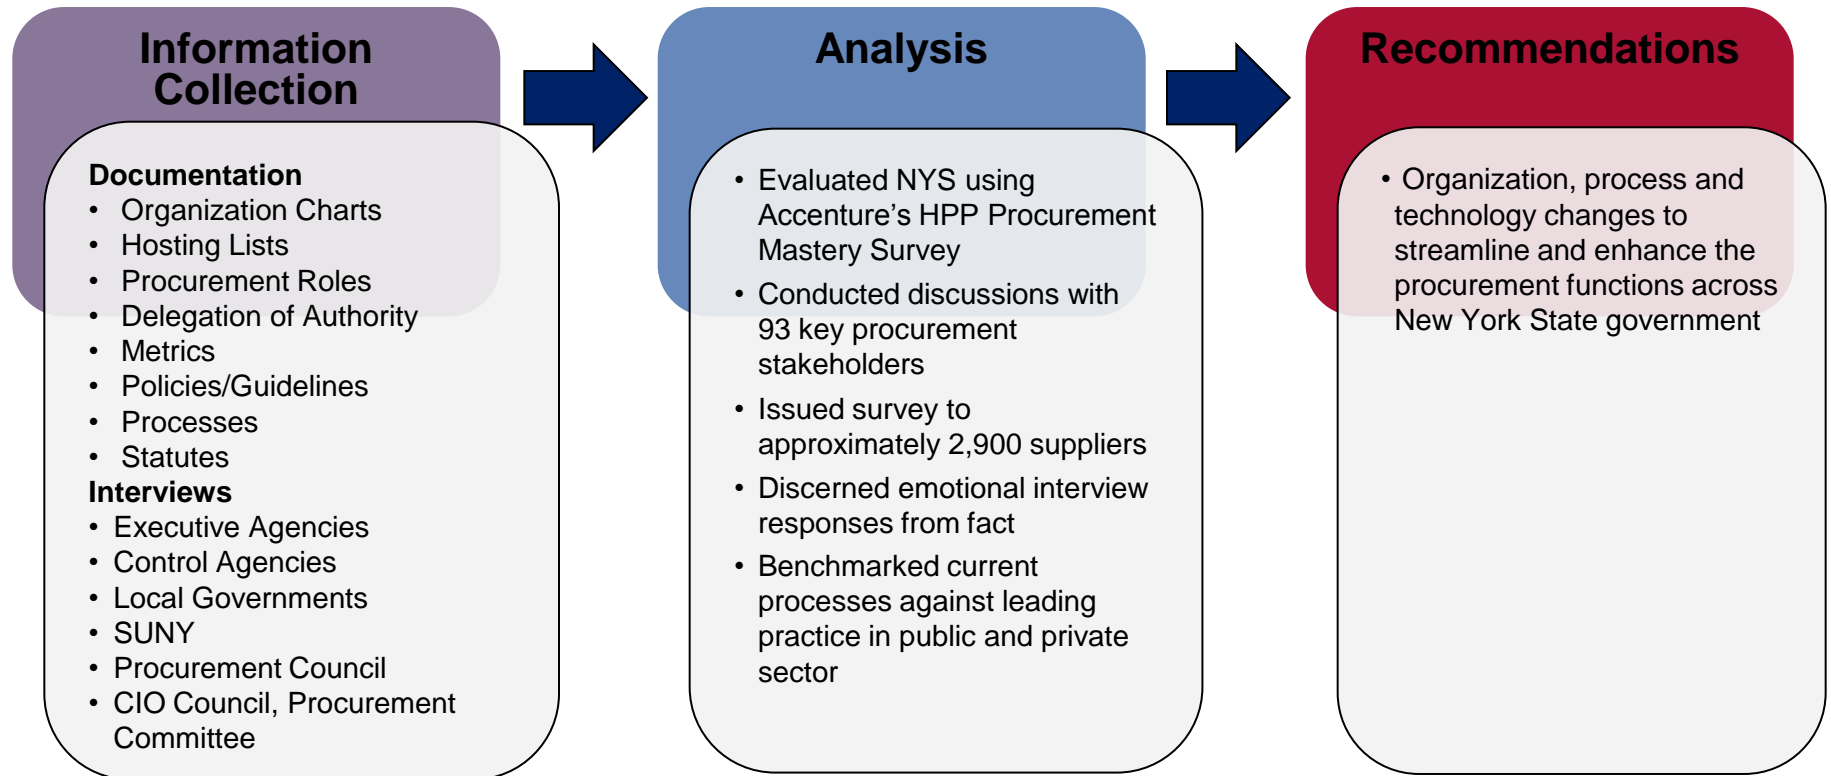 Information
Collection
Documentation
• Organization Charts
• Hosting Lists
• Procurement Roles
• Delegation of Authority
• Metrics
• Policies/Guidelines
• Processes
• Statutes
Interviews
• Executive Agencies
• Control Agencies
• Local Governments
• SUNY
• Procurement Council
• CIO Council, Procurement
Committee
Analysis
• Evaluated NYS using
Accenture’s HPP Procurement
Mastery Survey
• Conducted discussions with
93 key procurement
stakeholders
• Issued survey to
approximately 2,900 suppliers
• Discerned emotional interview
responses from fact
• Benchmarked current
processes against leading
practice in public and private
sector
Recommendations
• Organization, process and
technology changes to
streamline and enhance the
procurement functions across
New York State government